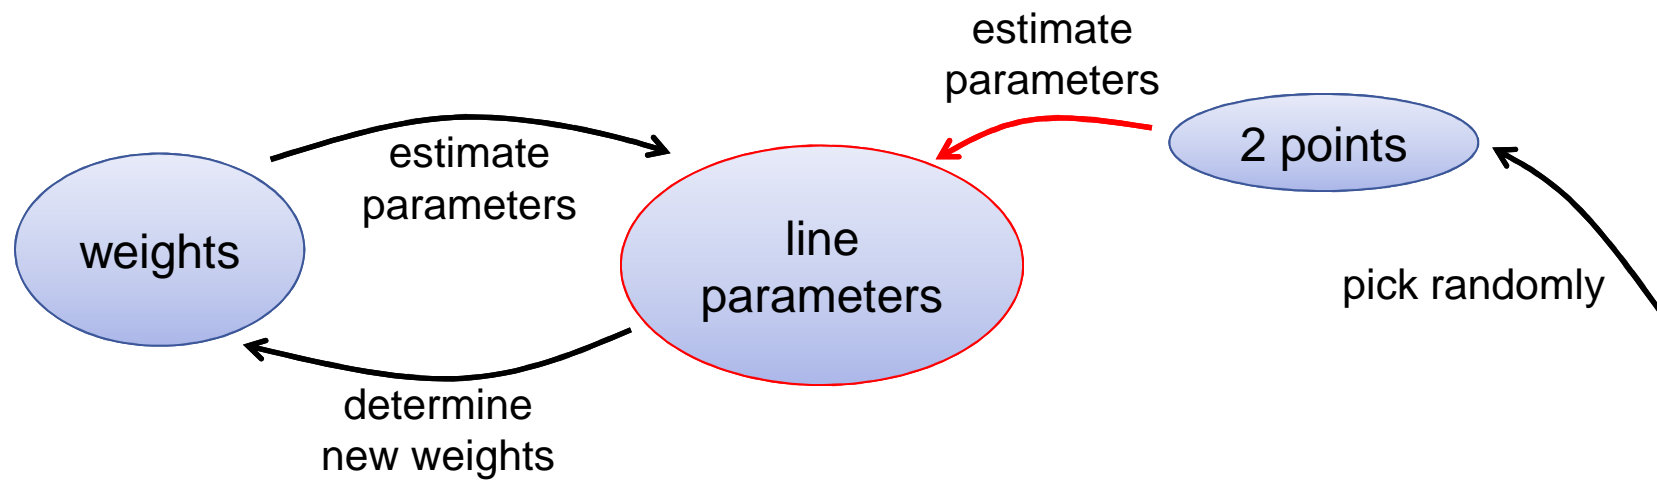 weights
estimate
parameters
determine
new weights
line
parameters
estimate
parameters
2 points
pick randomly